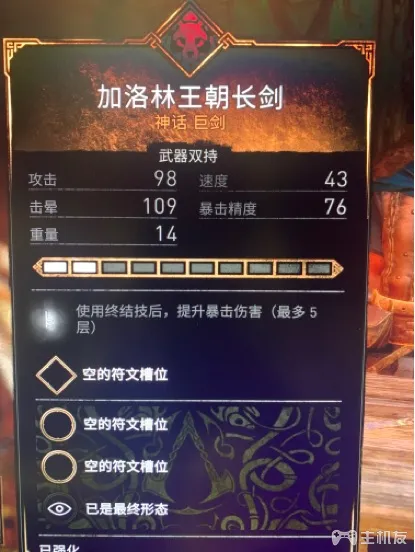 加洛林王朝长剑
神话 巨剑
武器双持
攻击 98 速度 43
击晕 109 暴击精度 76
重量 14
使用终结技后，提升暴击伤害（最多 5
层）
空的符文槽位
空的符文槽位
空的符文槽位
已是最终形态
已强化
主机友